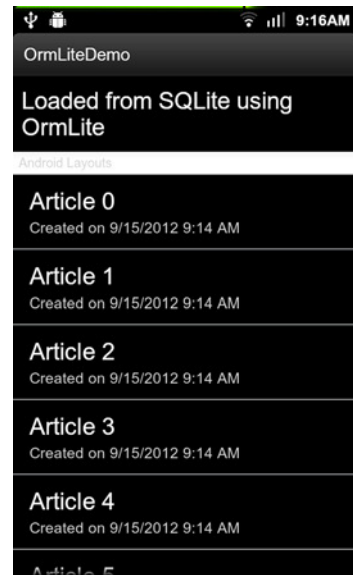 9:16AM
OrmLiteDemo
Loaded from SQLite using
OrmLite
Android Layouts
Article 0
Created on 9/15/2012 9:14 AM
Article 1
Created on 9/15/2012 9:14 AM
Article 2
Created on 9/15/2012 9:14 AM
Article 3
Created on 9/15/2012 9:14 AM
Article 4
Created on 9/15/2012 9:14 AM
Article 5